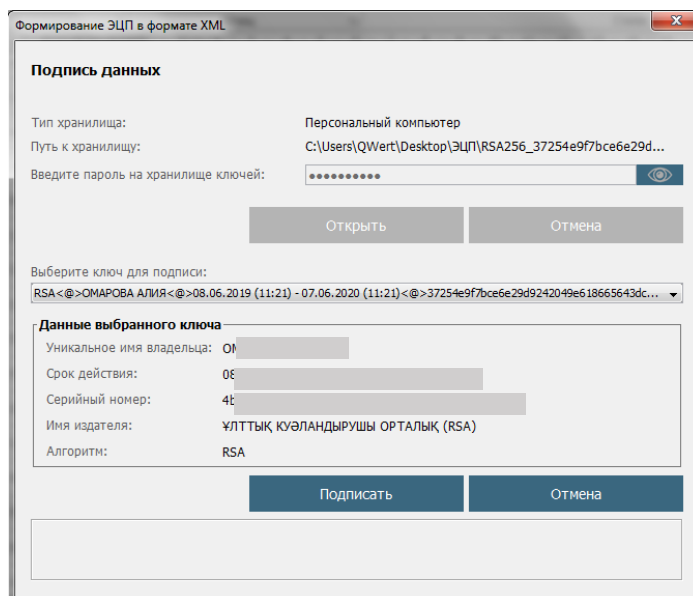 Формирование ЭЦП в формате XML
Подпись данных
Тип хранилища: Персональный компьютер
Путь к хранилищу: C:\Users\QWert\Desktop\ЭЦП\RSA256_37254e9f7bce6e29d...
Введите пароль на хранилище ключей: ●●●●●●●●●●
Открыть Отмена
Выберите ключ для подписи:
RSA<@>ОМАРОВА АЛИЯ<@>08.06.2019 (11:21) - 07.06.2020 (11:21)<@>37254e9f7bce6e29d9242049e618665643dc...
Данные выбранного ключа
Уникальное имя владельца:
Срок действия: 08
Серийный номер: 4b
Имя издателя: ҰЛТТЫҚ КУӘЛАНДЫРУШЫ ОРТАЛЫҚ (RSA)
Алгоритм: RSA
Подписать Отмена